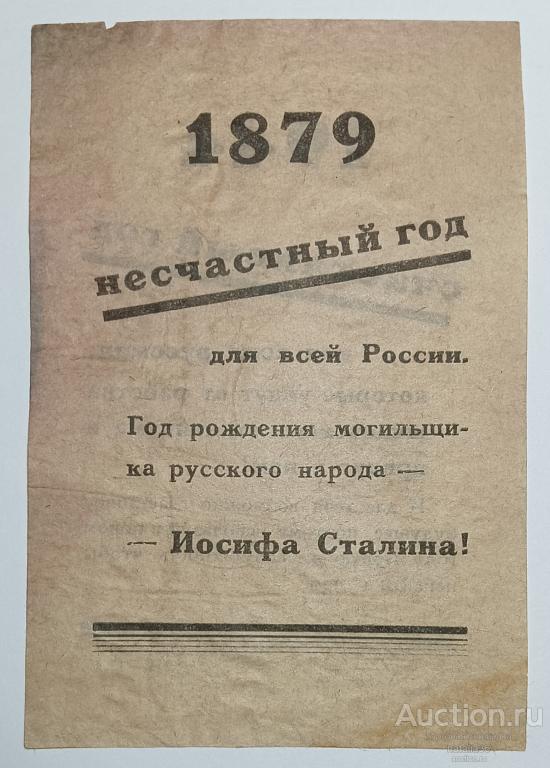 1879
несчастный год
для всей России.
Год рождения могильщи-
ка русского народа —
— Иосифа Сталина!
Auction.ru